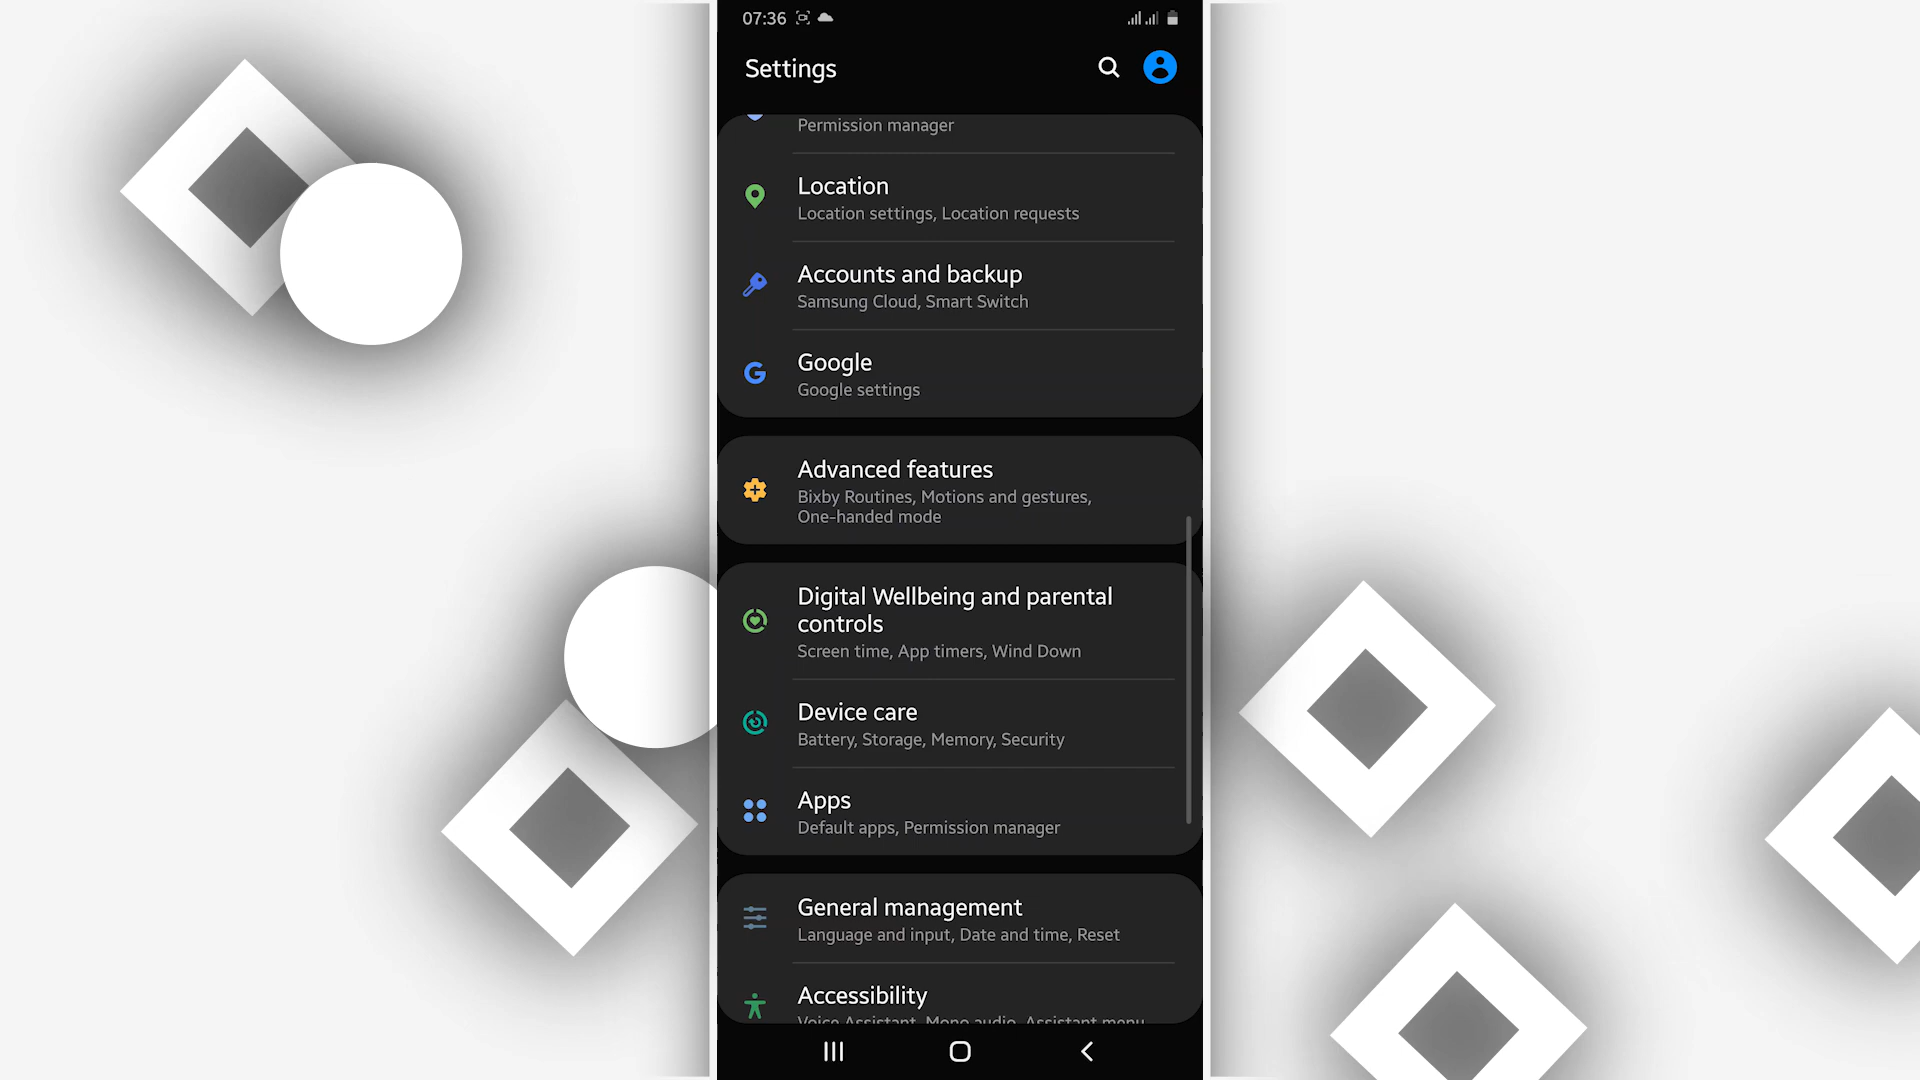 07:36
Settings
Permission manager
Location
Location settings, Location requests
Accounts and backup
Samsung Cloud, Smart Switch
Google
Google settings
Advanced features
Bixby Routines, Motions and gestures,
One-handed mode
Digital Wellbeing and parental
controls
Screen time, App timers, Wind Down
Device care
Battery, Storage, Memory, Security
Apps
Default apps, Permission manager
General management
Language and input, Date and time, Reset
Accessibility
Voice Assistant, Mono audio, Assistant menu